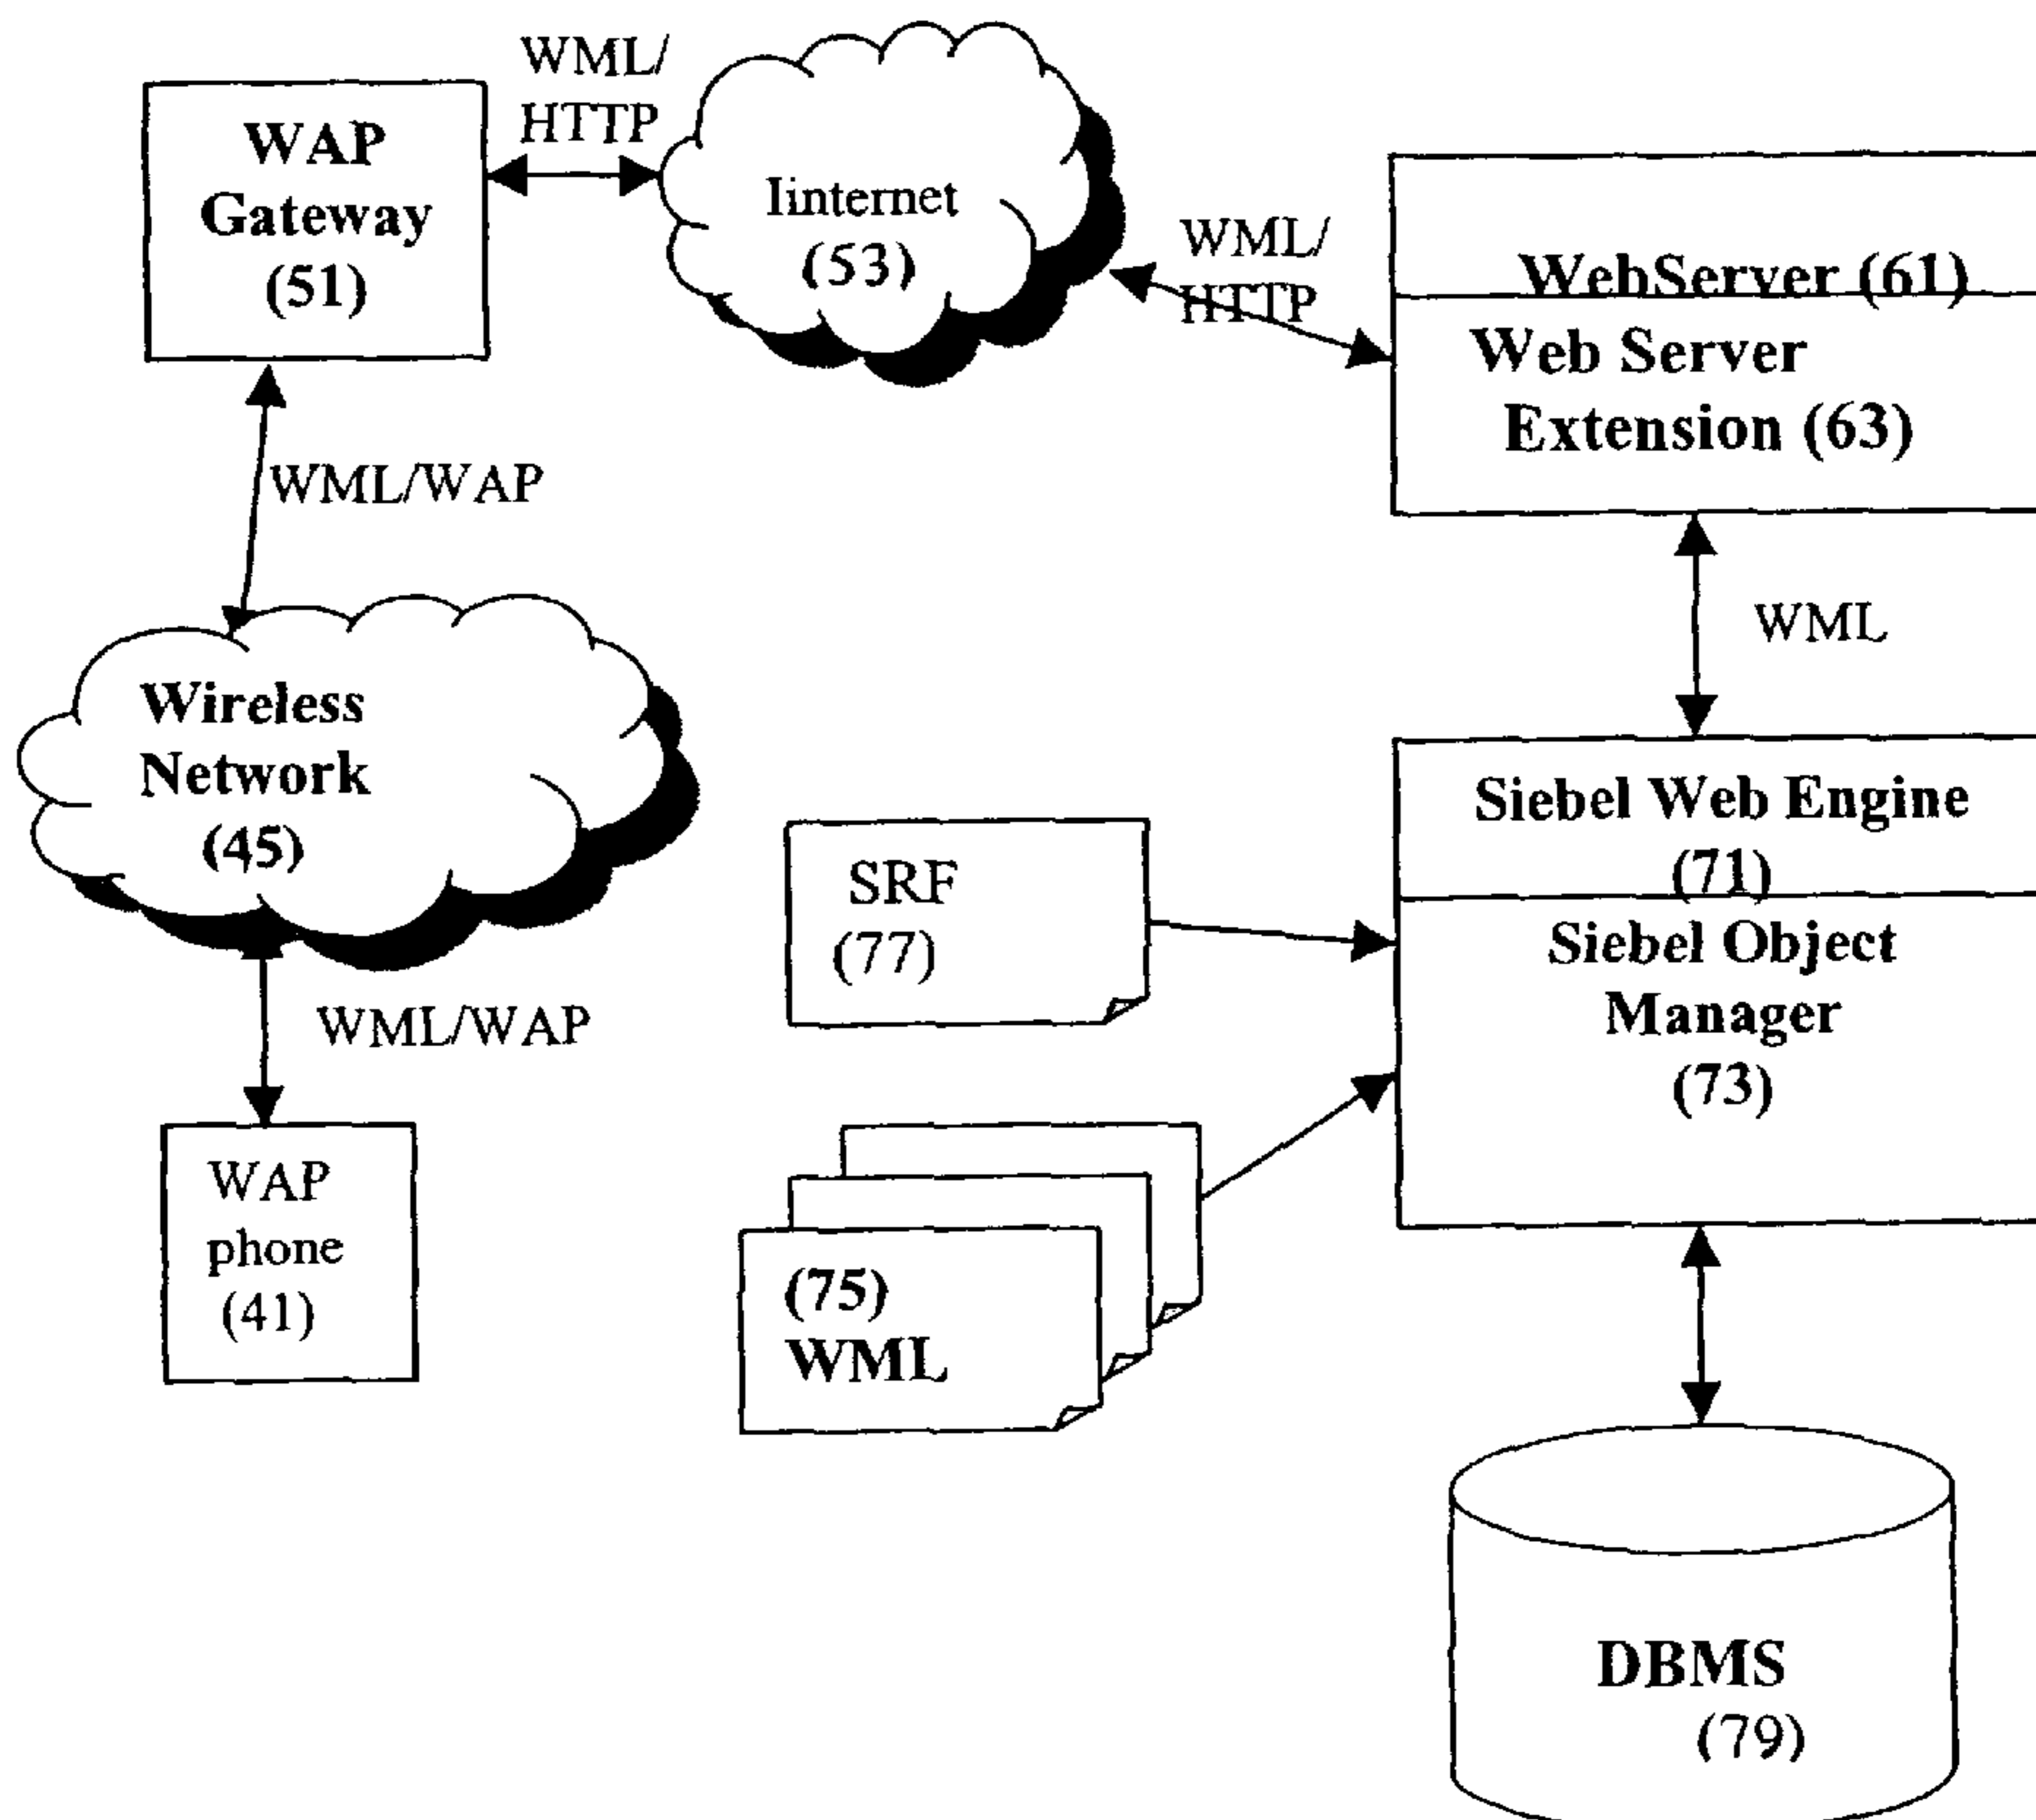 WML/
HTTP
WAP
Gateway
(51)
Iinternet
(53)
WML/
HTTP
WebServer (61)
Web Server
Extension (63)
WML/WAP
WML
Wireless
Network
(45)
Siebel Web Engine
(71)
SRF
(77)
Siebel Object
Manager
(73)
WML/WAP
WAP
phone
(41)
(75)
WML
DBMS
(79)